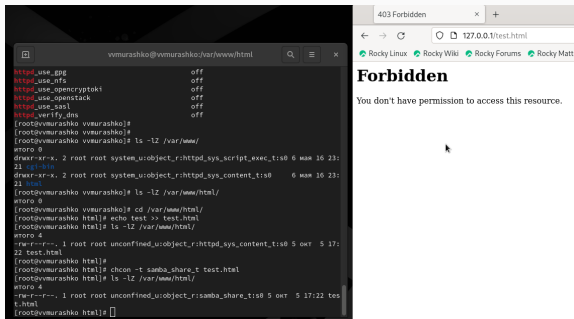 vvmurashko@vvmurashko:/var/www/html
httpd_use_gpg off
httpd_use_nfs off
httpd_use_opencryptoki off
httpd_use_openstack off
httpd_use_sasl off
httpd_verify_dns off
[root@vvmurashko vvmurashko]#
[root@vvmurashko vvmurashko]#
[root@vvmurashko vvmurashko]# ls -lZ /var/www/
итого 0
drwxr-xr-x. 2 root root system_u:object_r:httpd_sys_script_exec_t:s0 6 мая 16 23:
21 cgi-bin
drwxr-xr-x. 2 root root system_u:object_r:httpd_sys_content_t:s0 6 мая 16 23:
21 html
[root@vvmurashko vvmurashko]# ls -lZ /var/www/html/
итого 0
[root@vvmurashko vvmurashko]# cd /var/www/html/
[root@vvmurashko html]# echo test >> test.html
[root@vvmurashko html]# ls -lZ /var/www/html/
итого 4
-rw-r--r--. 1 root root unconfined_u:object_r:httpd_sys_content_t:s0 5 окт 5 17:
22 test.html
[root@vvmurashko html]#
[root@vvmurashko html]# chcon -t samba_share_t test.html
[root@vvmurashko html]# ls -lZ /var/www/html/
итого 4
-rw-r--r--. 1 root root unconfined_u:object_r:samba_share_t:s0 5 окт 5 17:22 tes
t.html
[root@vvmurashko html]#
403 Forbidden
127.0.0.1/test.html
Rocky Linux Rocky Wiki Rocky Forums Rocky Matt
Forbidden
You don't have permission to access this resource.